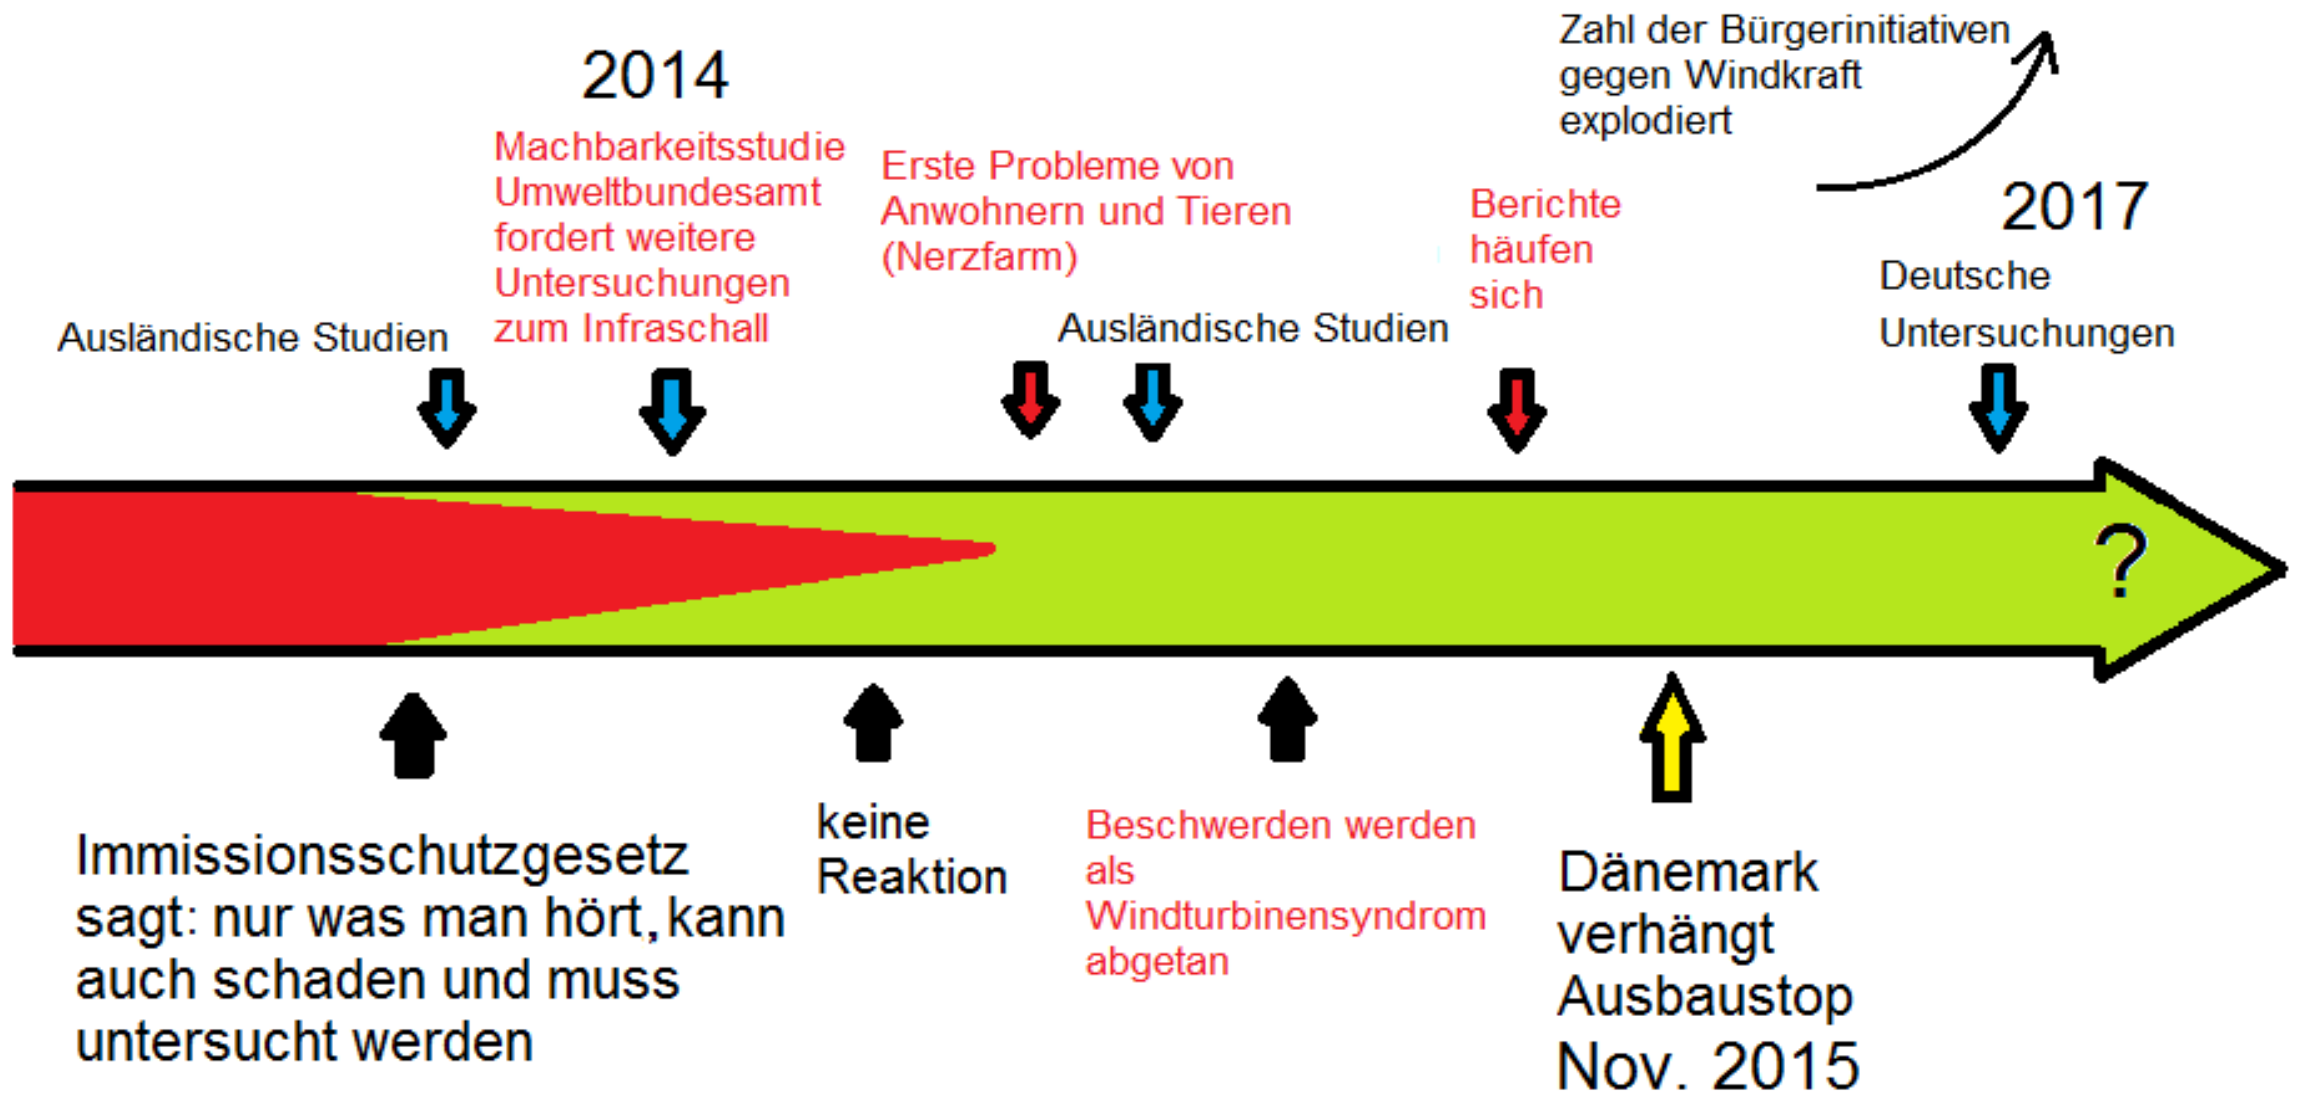 Zahl der Bürgerinitiativen
gegen Windkraft
explodiert
2014
Machbarkeitsstudie
Umweltbundesamt
fordert weitere
Untersuchungen
zum Infraschall
Erste Probleme von
Anwohnern und Tieren
(Nerzfarm)
Berichte
häufen
sich
2017
Deutsche
Untersuchungen
Ausländische Studien
Ausländische Studien
?
Immissionsschutzgesetz
sagt: nur was man hört, kann
auch schaden und muss
untersucht werden
keine
Reaktion
Beschwerden werden
als
Windturbinensyndrom
abgetan
Dänemark
verhängt
Ausbaustop
Nov. 2015